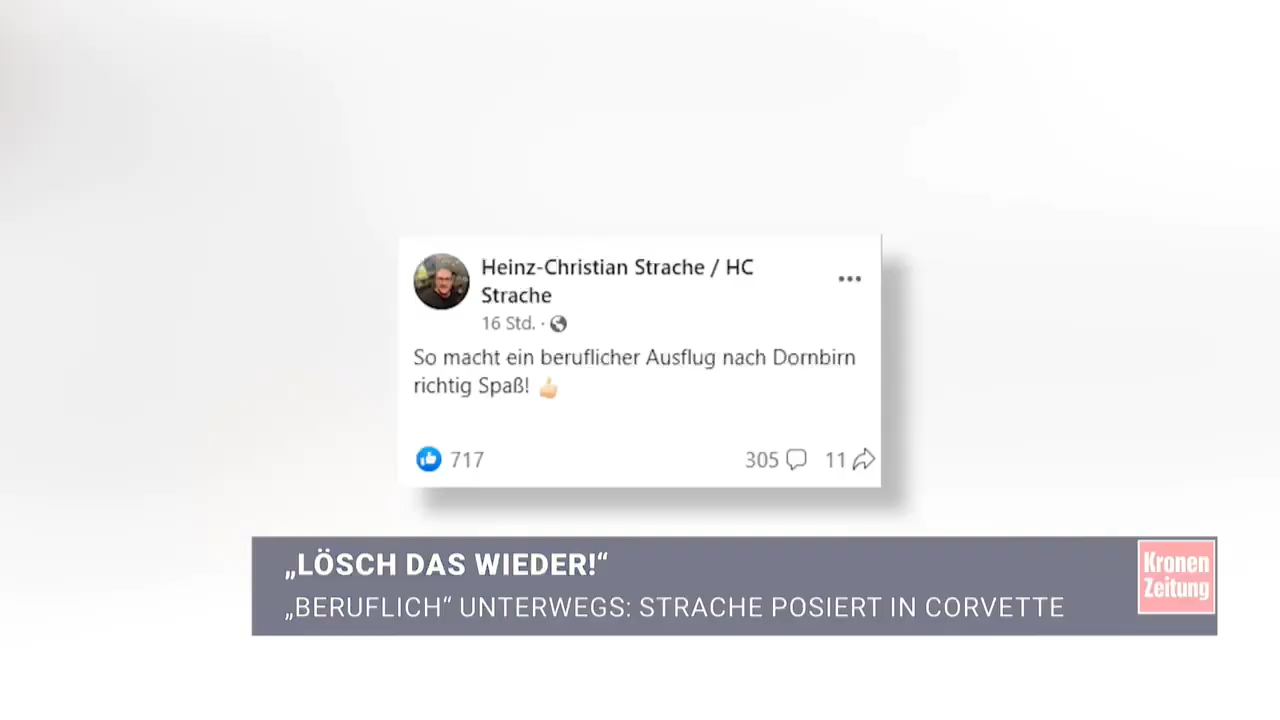 Heinz-Christian Strache / HC
Strache
16 Std. ·
So macht ein beruflicher Ausflug nach Dornbirn
richtig Spaß! 👍🏻
717
305
11
„LÖSCH DAS WIEDER!“
„BERUFLICH“ UNTERWEGS: STRACHE POSIERT IN CORVETTE
Kronen
Zeitung